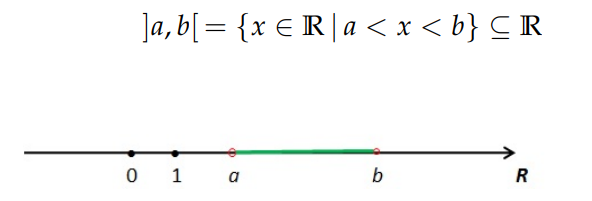 ]a, b[ = {x ∈ ℝ | a < x < b} ⊆ ℝ
0 1 a b R